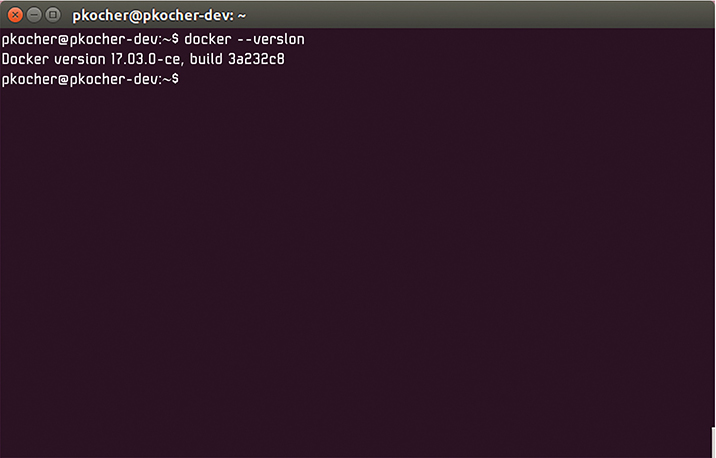 pkocher@pkocher-dev: ~
pkocher@pkocher-dev:~$ docker --version
Docker version 17.03.0-ce, build 3a232c8
pkocher@pkocher-dev:~$